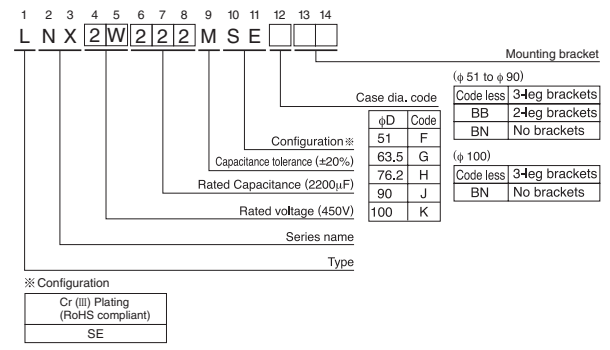 1 2 3 4 5 6 7 8 9 10 11 12 13 14
L N X 2 W 2 2 2 M S E
Mounting bracket
(φ 51 to φ 90)
Code less 3-leg brackets
BB 2-leg brackets
BN No brackets
(φ 100)
Code less 3-leg brackets
BN No brackets
Case dia. code
φD Code
51 F
63.5 G
76.2 H
90 J
100 K
Configuration※
Capacitance tolerance (±20%)
Rated Capacitance (2200μF)
Rated voltage (450V)
Series name
Type
※Configuration
Cr (III) Plating
(RoHS compliant)
SE